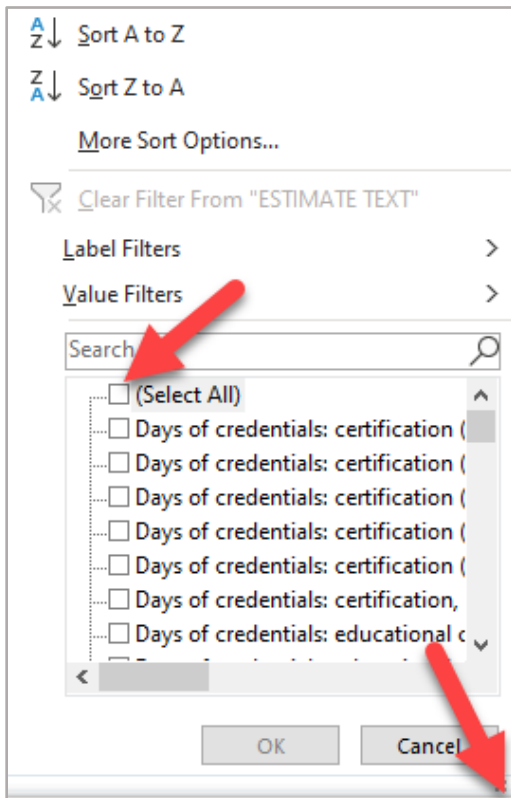 Sort A to Z
Sort Z to A
More Sort Options...
Clear Filter From "ESTIMATE TEXT"
Label Filters
Value Filters
Search
(Select All)
Days of credentials: certification (
Days of credentials: certification (
Days of credentials: certification (
Days of credentials: certification (
Days of credentials: certification (
Days of credentials: certification,
Days of credentials: educational c
OK
Cancel